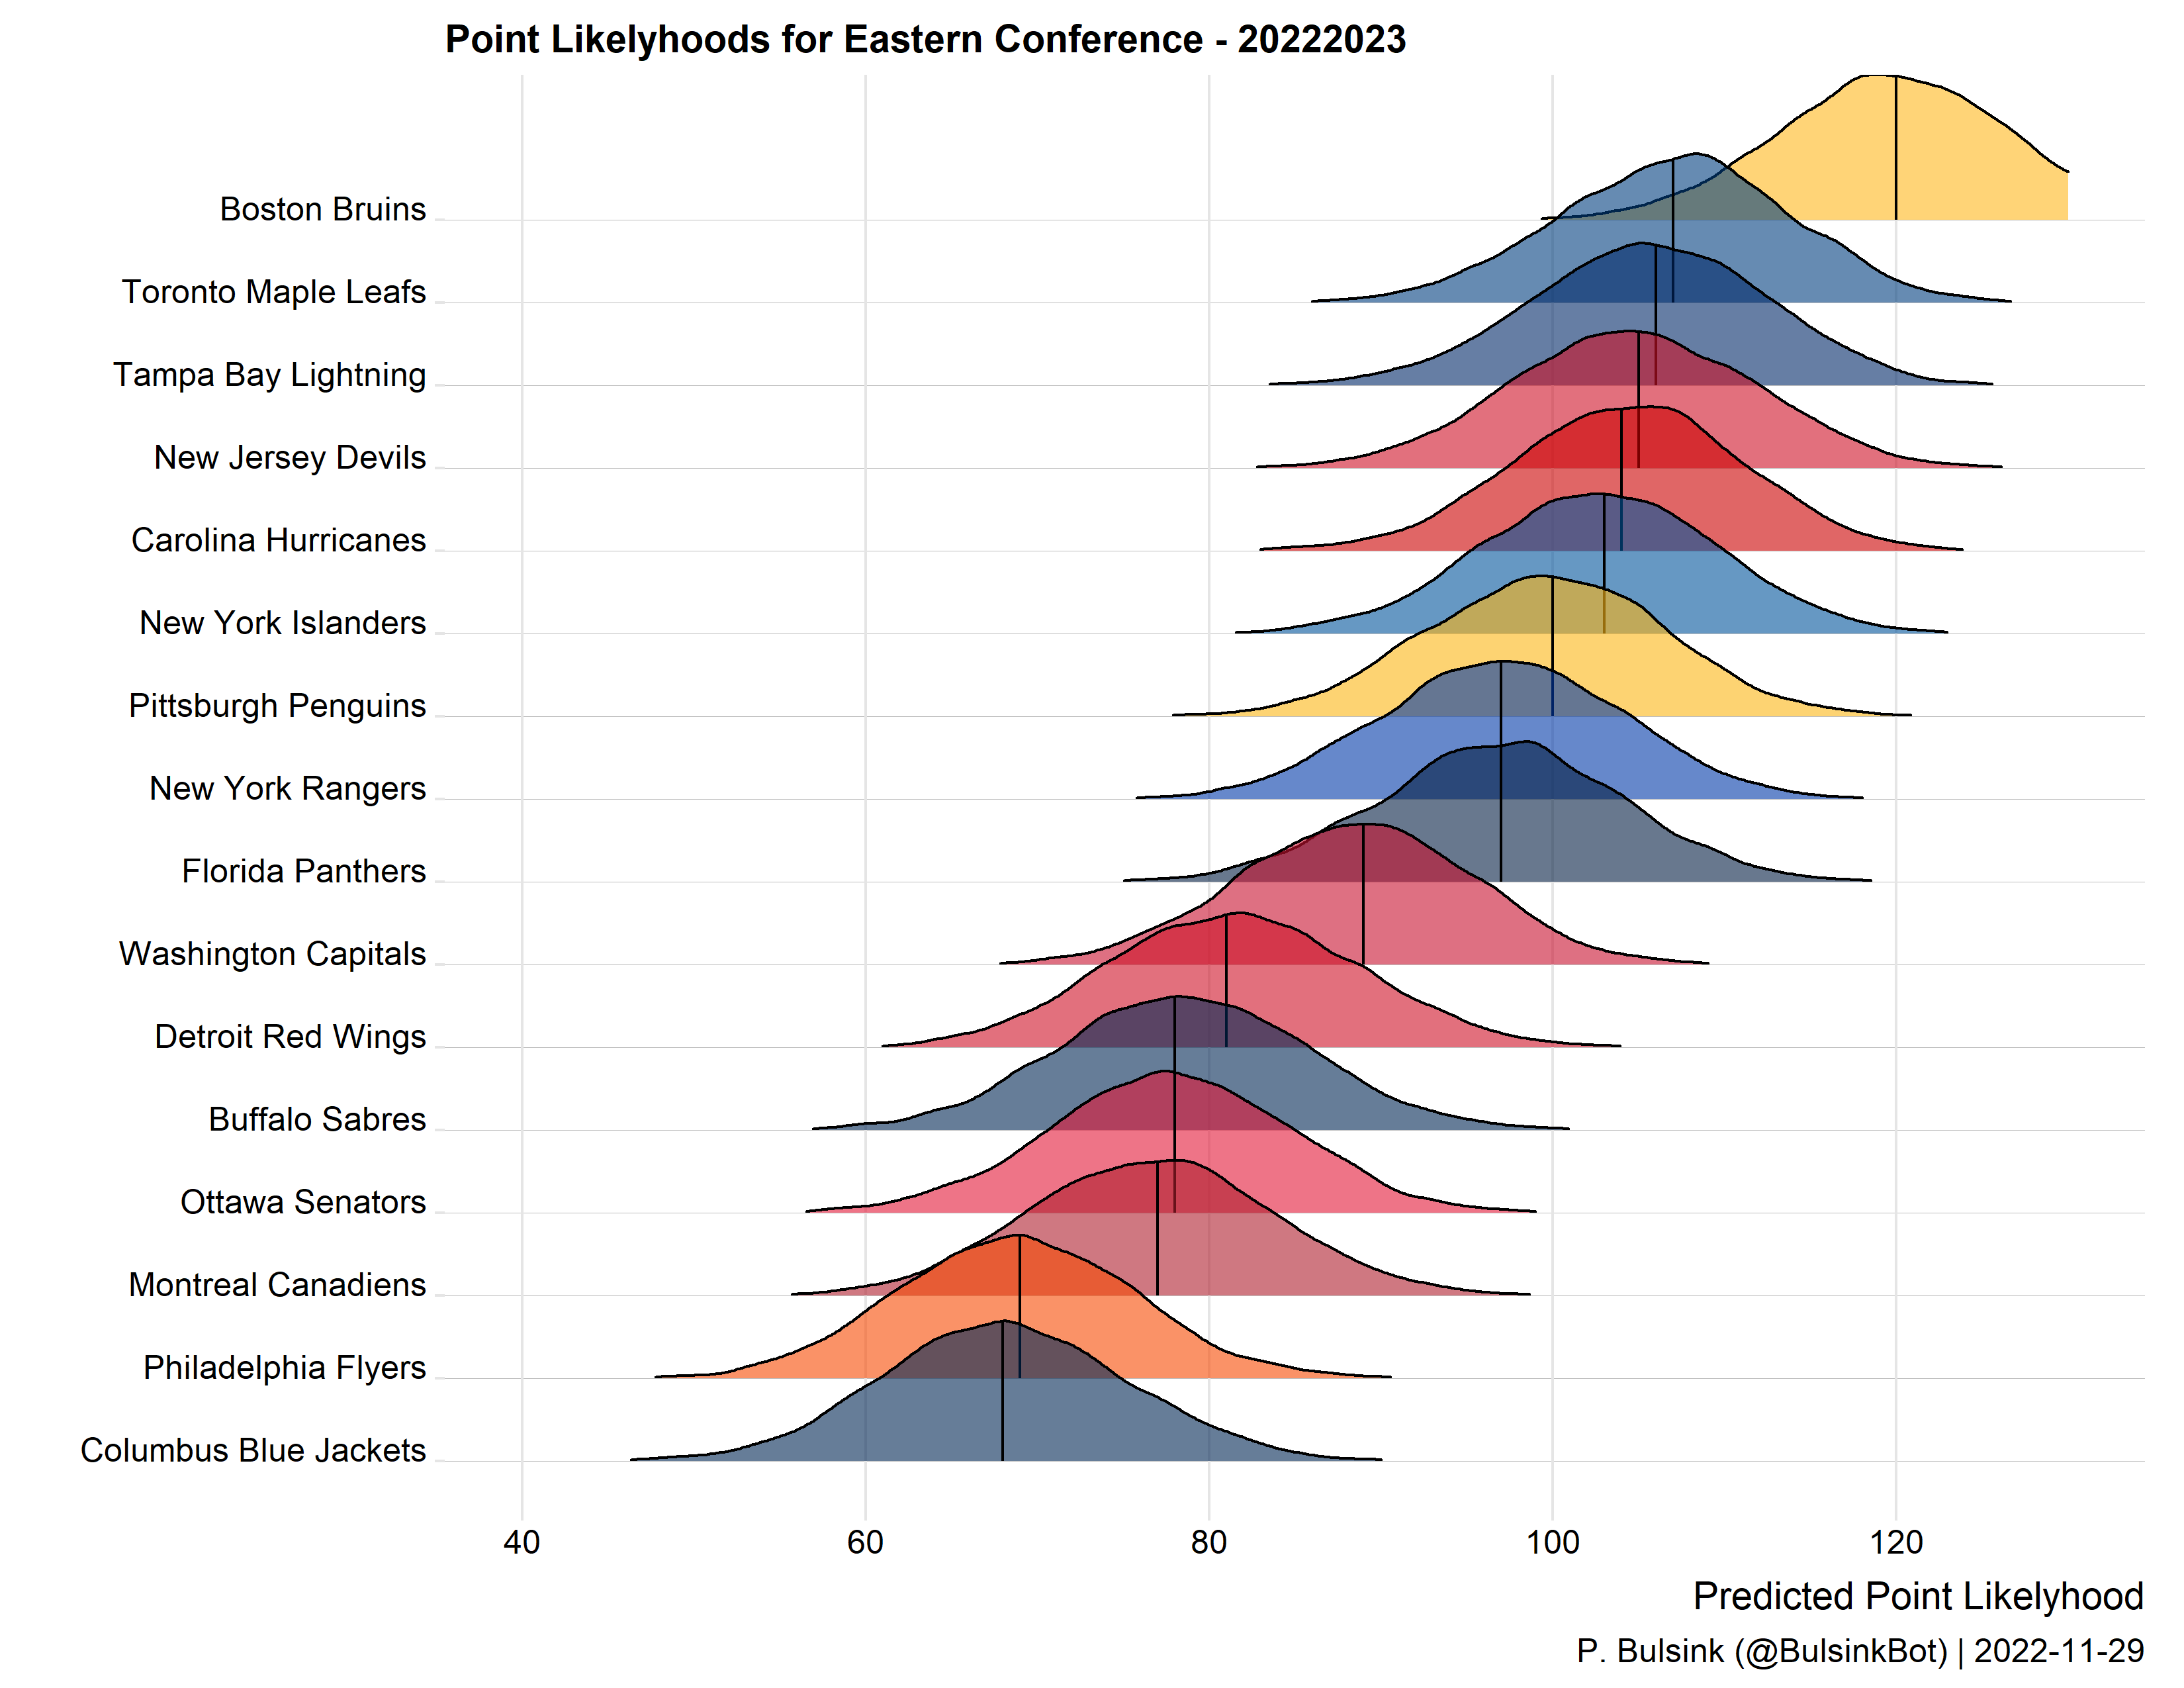 Point Likelyhoods for Eastern Conference - 20222023
Boston Bruins
Toronto Maple Leafs
Tampa Bay Lightning
New Jersey Devils
Carolina Hurricanes
New York Islanders
Pittsburgh Penguins
New York Rangers
Florida Panthers
Washington Capitals
Detroit Red Wings
Buffalo Sabres
Ottawa Senators
Montreal Canadiens
Philadelphia Flyers
Columbus Blue Jackets
40 60 80 100 120
Predicted Point Likelyhood
P. Bulsink (@BulsinkBot) | 2022-11-29